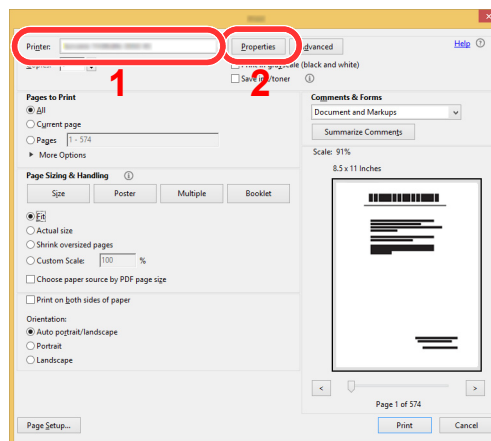 Printer:
Properties
Advanced
Help
1
2
(black and white)
Save ink/toner
Pages to Print
All
Current page
Pages
1 - 574
More Options
Comments & Forms
Document and Markups
Summarize Comments
Scale: 91%
8.5 x 11 Inches
Page Sizing & Handling
Size
Poster
Multiple
Booklet
Fit
Actual size
Shrink oversized pages
Custom Scale:
100
%
Choose paper source by PDF page size
Print on both sides of paper
Orientation:
Auto portrait/landscape
Portrait
Landscape
<
>
Page 1 of 574
Page Setup...
Print
Cancel